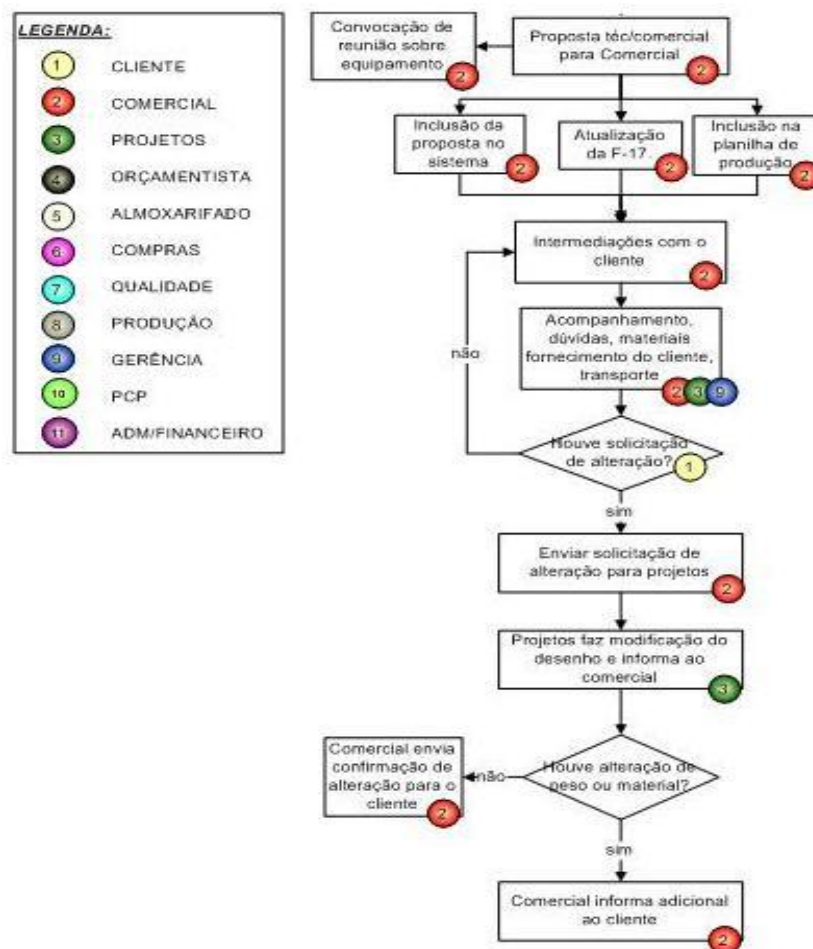 LEGENDA:
1 CLIENTE
2 COMERCIAL
3 PROJETOS
4 ORÇAMENTISTA
5 ALMOXARIFADO
6 COMPRAS
7 QUALIDADE
8 PRODUÇÃO
9 GERÊNCIA
10 PCP
11 ADM/FINANCEIRO
Convocação de
reunião sobre
equipamento
2
Proposta téc/comercial
para Comercial
2
Inclusão da
proposta no
sistema
2
Atualização
da F-17.
2
Inclusão na
planilha de
produção
2
Intermediações com o
cliente
2
Acompanhamento,
dúvidas, materiais
fornecimento do cliente,
transporte
2 3 9
não
Houve solicitação
de alteração?
1
sim
Enviar solicitação de
alteração para projetos
2
Projetos faz modificação do
desenho e informa ao
comercial
3
Houve alteração de
peso ou material?
não
Comercial envia
confirmação de
alteração para o
cliente
2
sim
Comercial informa adicional
ao cliente
2